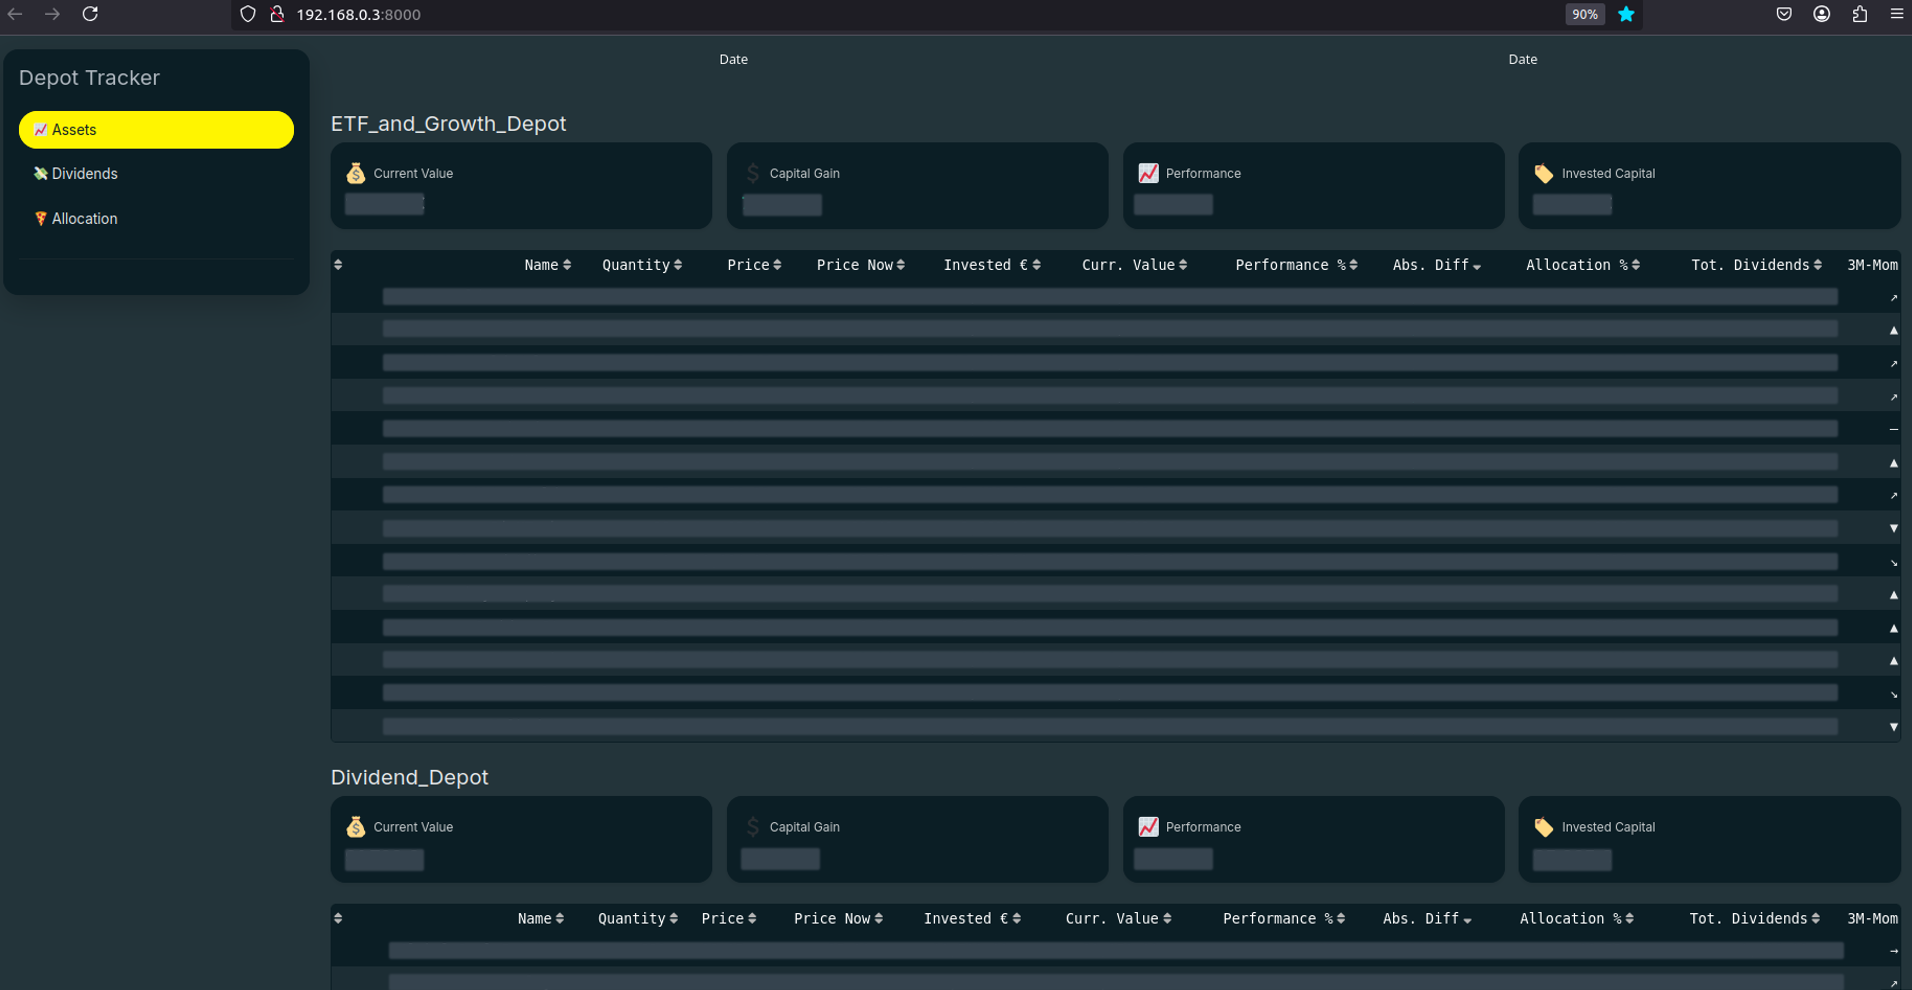 192.168.0.3:8000
90%
Depot Tracker
Assets
Dividends
Allocation
Date Date
ETF_and_Growth_Depot
Current Value Capital Gain Performance Invested Capital
Name Quantity Price Price Now Invested € Curr. Value Performance % Abs. Diff Allocation % Tot. Dividends 3M-Mom
Dividend_Depot
Current Value Capital Gain Performance Invested Capital
Name Quantity Price Price Now Invested € Curr. Value Performance % Abs. Diff Allocation % Tot. Dividends 3M-Mom